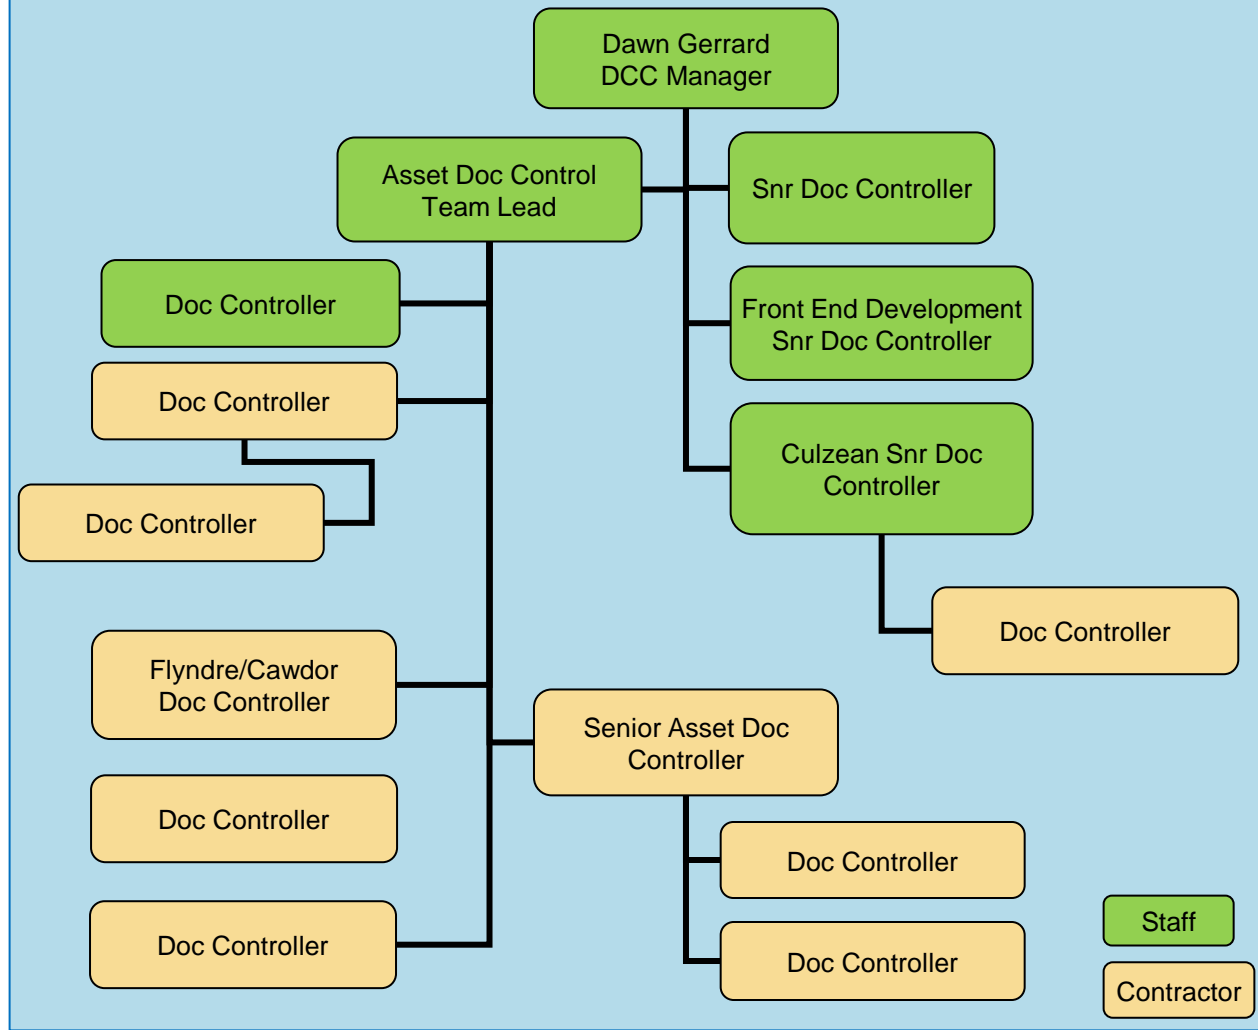 Dawn Gerrard
DCC Manager
Asset Doc Control
Team Lead
Snr Doc Controller
Doc Controller
Front End Development
Snr Doc Controller
Doc Controller
Culzean Snr Doc
Controller
Doc Controller
Doc Controller
Flyndre/Cawdor
Doc Controller
Senior Asset Doc
Controller
Doc Controller
Doc Controller
Doc Controller
Doc Controller
Staff
Contractor